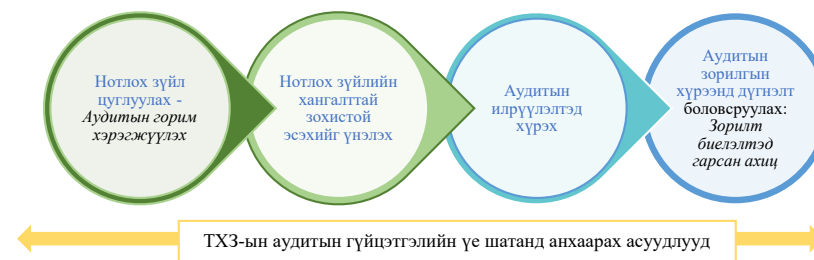 Нотлох зүйл
цуглуулах -
Аудитын горим
хэрэгжүүлэх
Нотлох зүйлийн
хангалттай
зохистой
эсэхийг үнэлэх
Аудитын
илрүүлэлтэд
хүрэх
Аудитын
зорилгын
хүрээнд дүгнэлт
боловсруулах:
Зорилт
биелэлтэд
гарсан ахиц
ТХЗ-ын аудитын гүйцэтгэлийн үе шатанд анхаарах асуудлууд